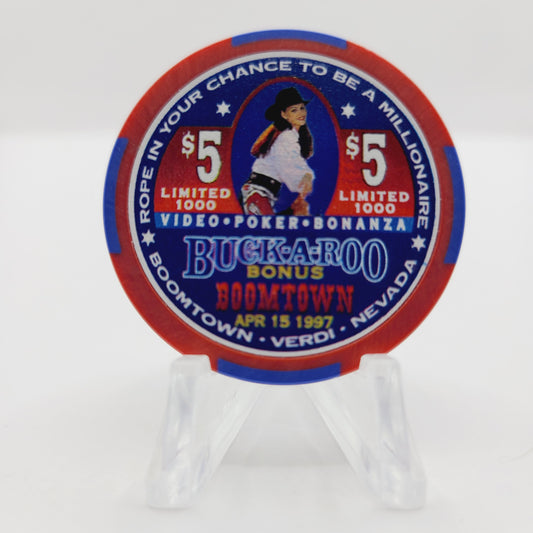 ROPE IN YOUR CHANCE TO BE A MILLIONAIRE
$5
LIMITED
1000
$5
LIMITED
1000
VIDEO • POKER • BONANZA
BUCK-A-ROO
BONUS
BOOMTOWN
APR 15 1997
BOOMTOWN • VERDI • NEVADA